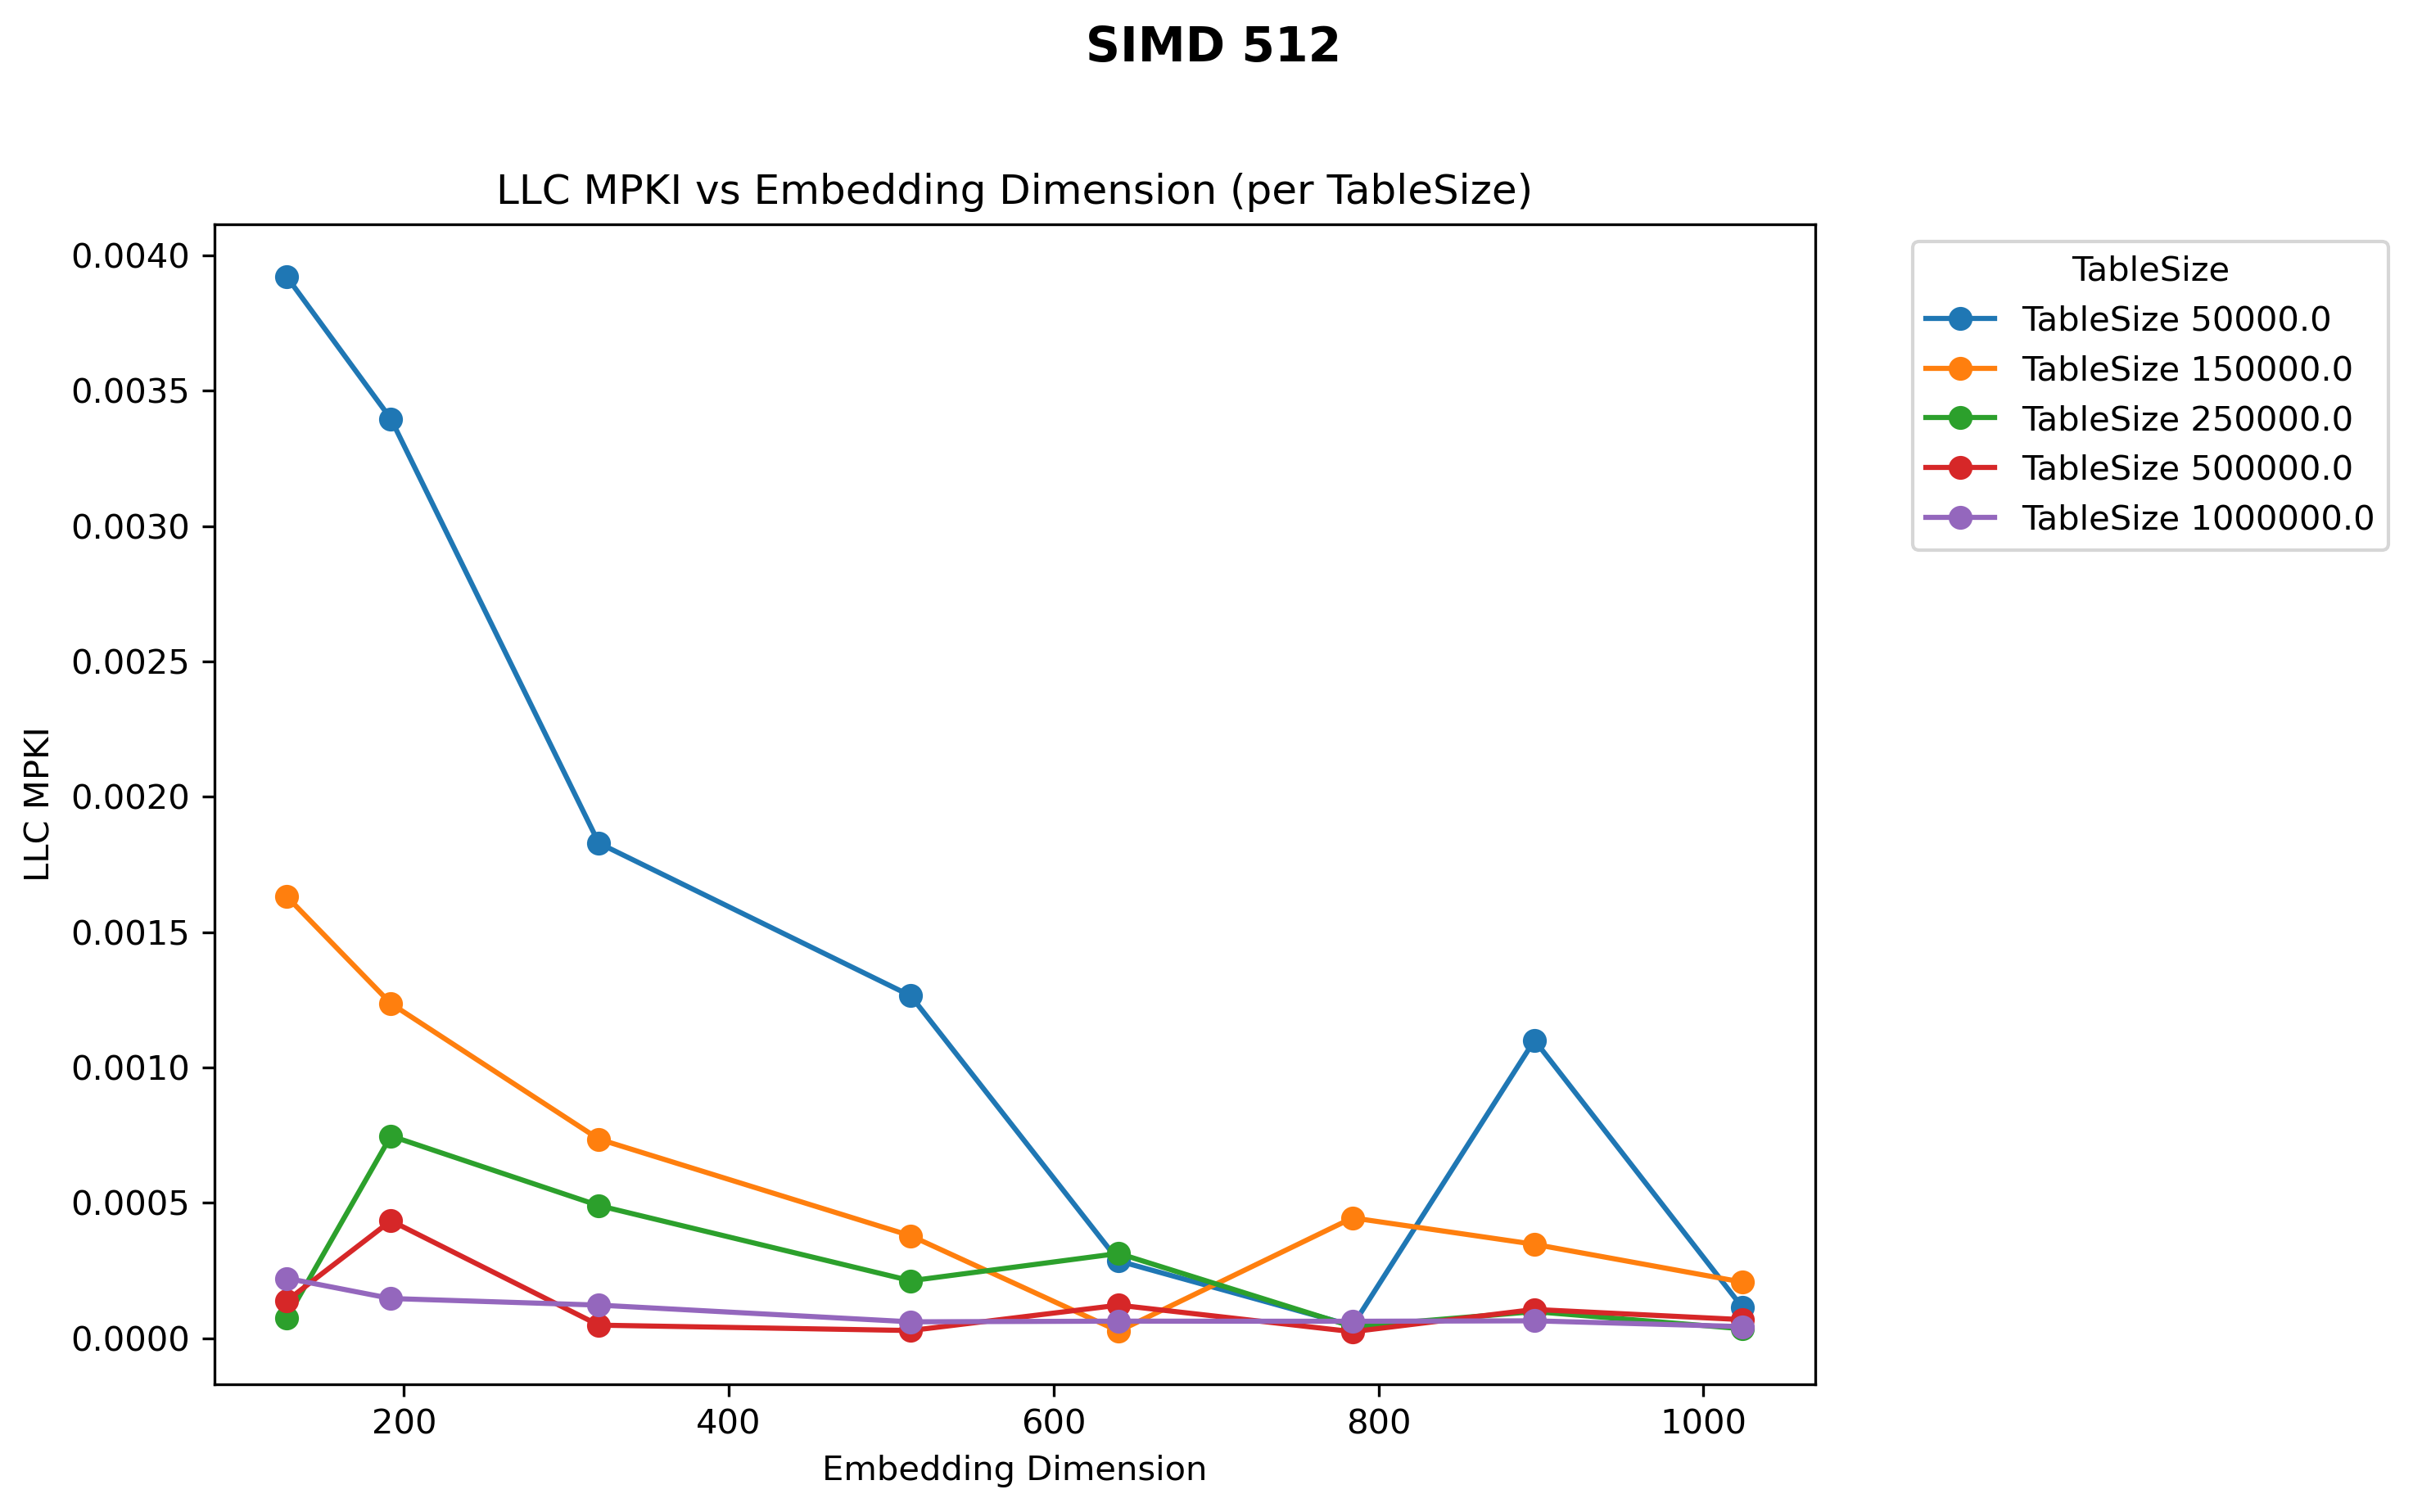 SIMD 512
LLC MPKI vs Embedding Dimension (per TableSize)
0.0040
0.0035
0.0030
0.0025
0.0020
0.0015
0.0010
0.0005
0.0000
LLC MPKI
200 400 600 800 1000
Embedding Dimension
TableSize
TableSize 50000.0
TableSize 150000.0
TableSize 250000.0
TableSize 500000.0
TableSize 1000000.0